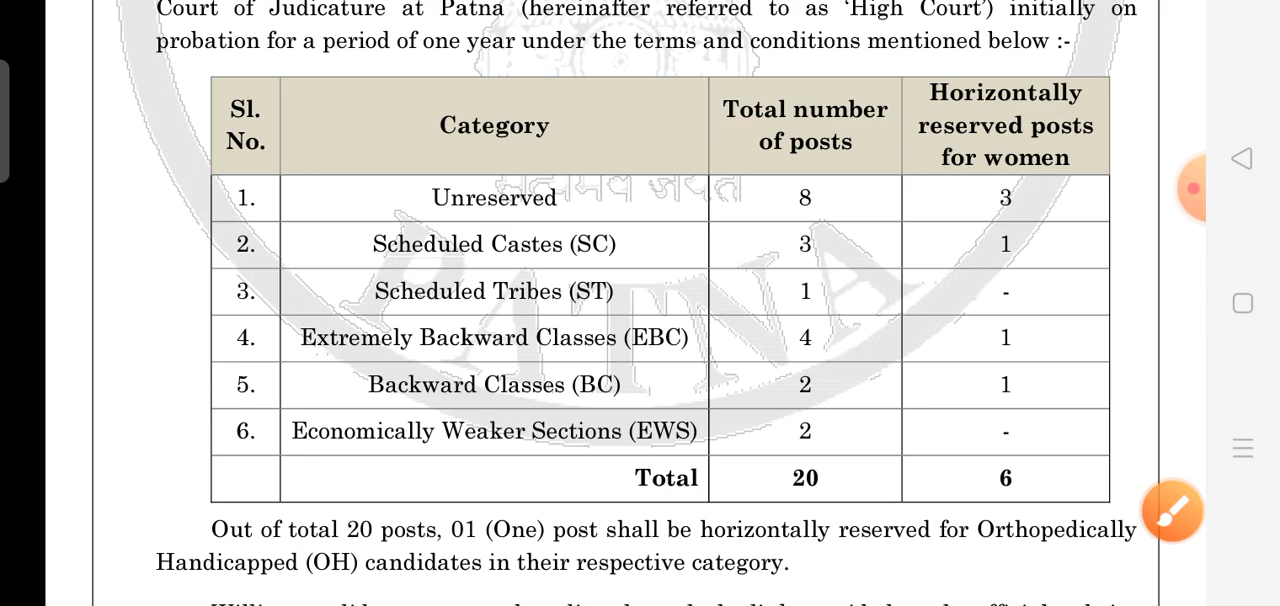 Court of Judicature at Patna (hereinafter referred to as 'High Court') initially on
probation for a period of one year under the terms and conditions mentioned below :-
Sl. No. Category Total number of posts Horizontally reserved posts for women
1. Unreserved 8 3
2. Scheduled Castes (SC) 3 1
3. Scheduled Tribes (ST) 1 -
4. Extremely Backward Classes (EBC) 4 1
5. Backward Classes (BC) 2 1
6. Economically Weaker Sections (EWS) 2 -
Total 20 6
Out of total 20 posts, 01 (One) post shall be horizontally reserved for Orthopedically
Handicapped (OH) candidates in their respective category.
PATNA